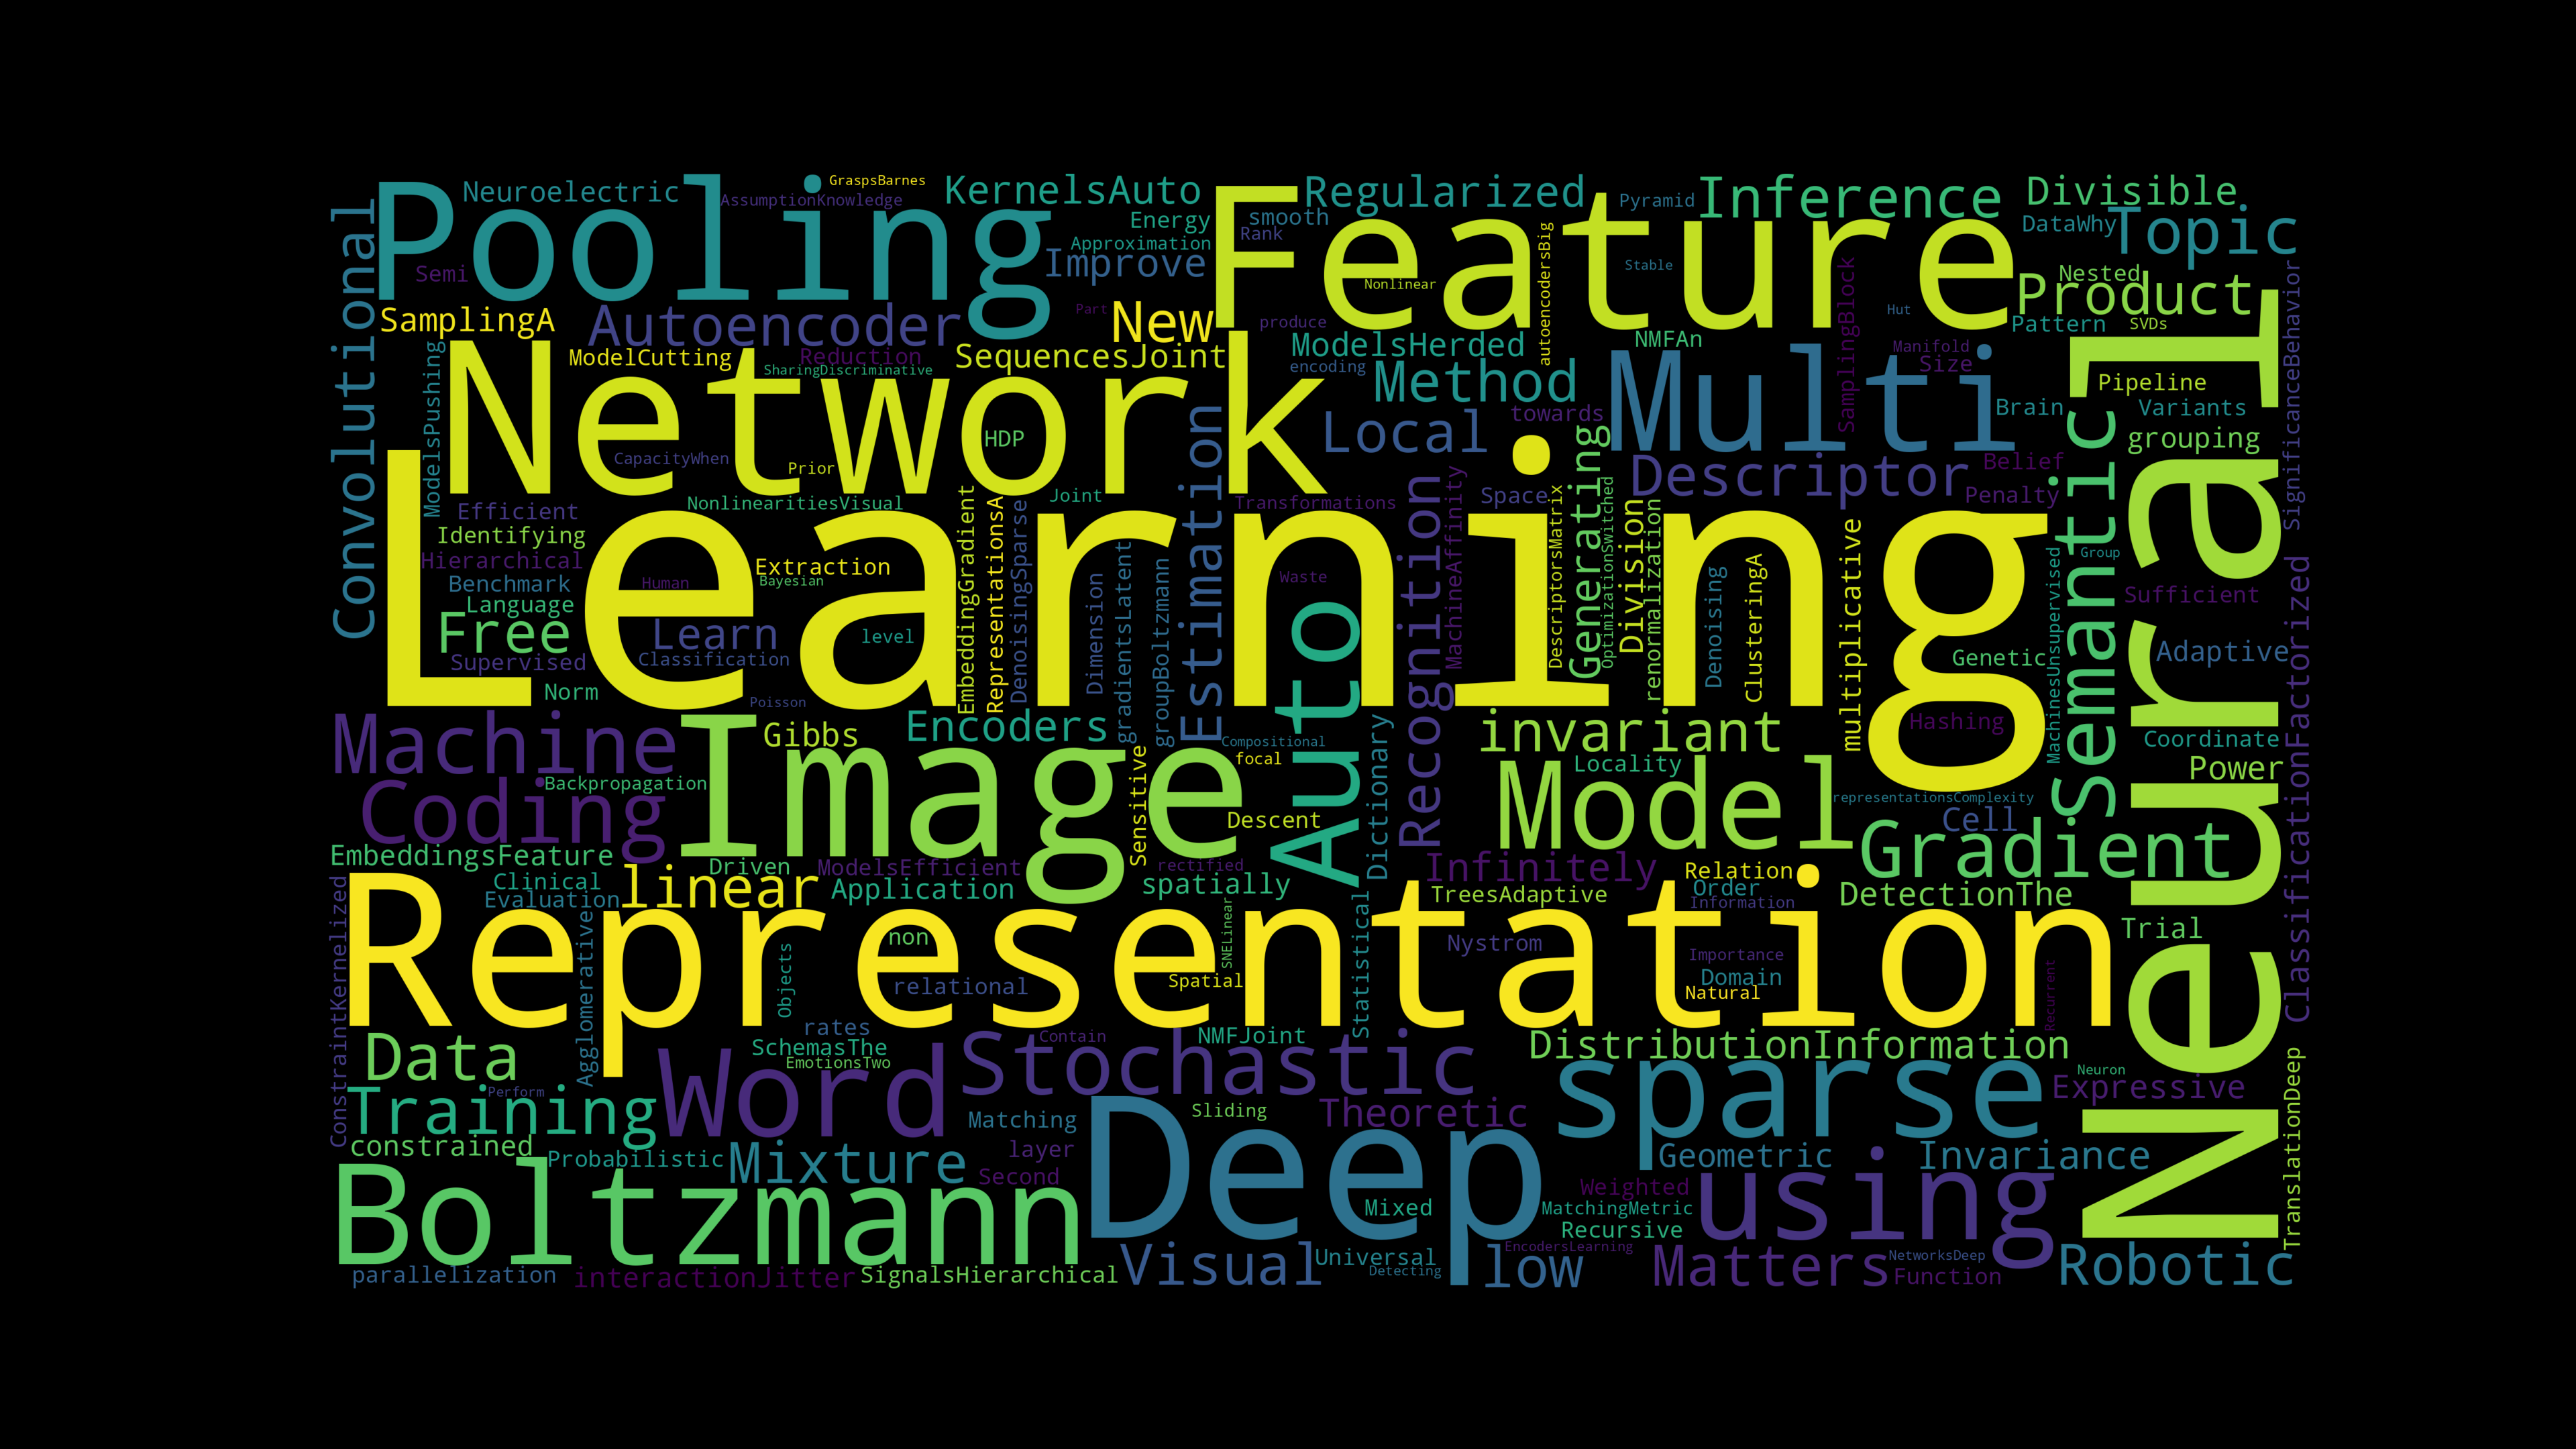 GraspsBarnes
Neuroelectric
AssumptionKnowledge
KernelsAuto
Regularized
Pyramid
Inference
Divisible
Pooling
Feature
Energy
smooth
Rank
DataWhy
Topic
Approximation
Improve
Convolutional
Semi
Stable
Nonlinear
autoencodersBig
SamplingBlock
Nested
Product
SignificanceBehavior
Part
Hut
SamplingA
Autoencoder
New
produce
Pattern
SVDs
ModelCutting
Reduction
SequencesJoint
ModelsHerded
NMFAn
Manifold
Size
SharingDiscriminative
encoding
Method
Multi
l
Pipeline
ModelsPushing
Network
Brain
Variants
HDP
Local
towards
grouping
CapacityWhen
Prior
Descriptor
Belief
Penalty
Efficient
NonlinearitiesVisual
Joint
Estimation
Transformations
Recognition
MachineAffinity
Space
Generating
Identifying
Learning
Hierarchical
Extraction
EmbeddingGradient
RepresentationsA
DenoisingSparse
DescriptorsMatrix
OptimizationSwitched
Division
renormalization
Denoising
ClusteringA
multiplicative
MachinesUnsupervised
Group
Semantic
Neural
Benchmark
Human
Bayesian
Dimension
gradientsLatent
groupBoltzmann
Waste
Sufficient
Language
Free
Learn
level
Auto
Genetic
Adaptive
Supervised
Classification
Norm
Poisson
Machine
Gibbs
Encoders
Compositional
focal
invariant
Hashing
Coordinate
Backpropagation
Image
Sensitive
Dictionary
Locality
Model
Power
Coding
Descent
representationsComplexity
Cell
ClassificationFactorized
EmbeddingsFeature
Driven
ModelsEfficient
rectified
Infinitely
Relation
Gradient
Clinical
linear
Application
spatially
TreesAdaptive
Order
DetectionThe
Evaluation
Information
ConstraintKernelized
Representation
Agglomerative
non
SNELinear
Statistical
Nystrom
Importance
Trial
Objects
relational
Spatial
Domain
Natural
Recurrent
rates
SchemasThe
EmotionsTwo
Contain
NMFJoint
DistributionInformation
Data
Word
Stochastic
sparse
Neuron
Expressive
TranslationDeep
Perform
Training
Matching
Sliding
Theoretic
Deep
constrained
Probabilistic
Mixture
layer
Second
Geometric
Invariance
Boltzmann
Mixed
Weighted
MatchingMetric
using
Recursive
parallelization
interactionJitter
SignalsHierarchical
Visual
Universal
Detecting
EncodersLearning
low
Matters
NetworksDeep
Function
Robotic